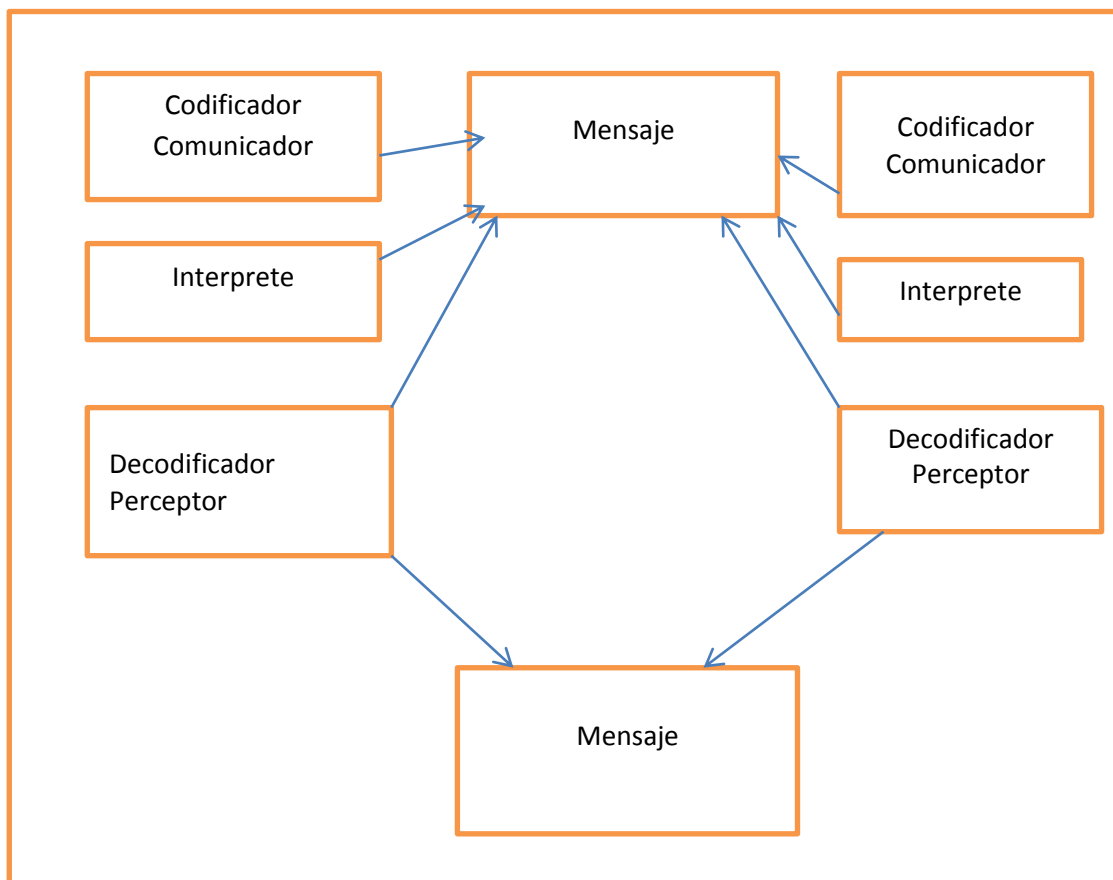 Codificador
Comunicador
Mensaje
Codificador
Comunicador
Interprete
Interprete
Decodificador
Perceptor
Decodificador
Perceptor
Mensaje